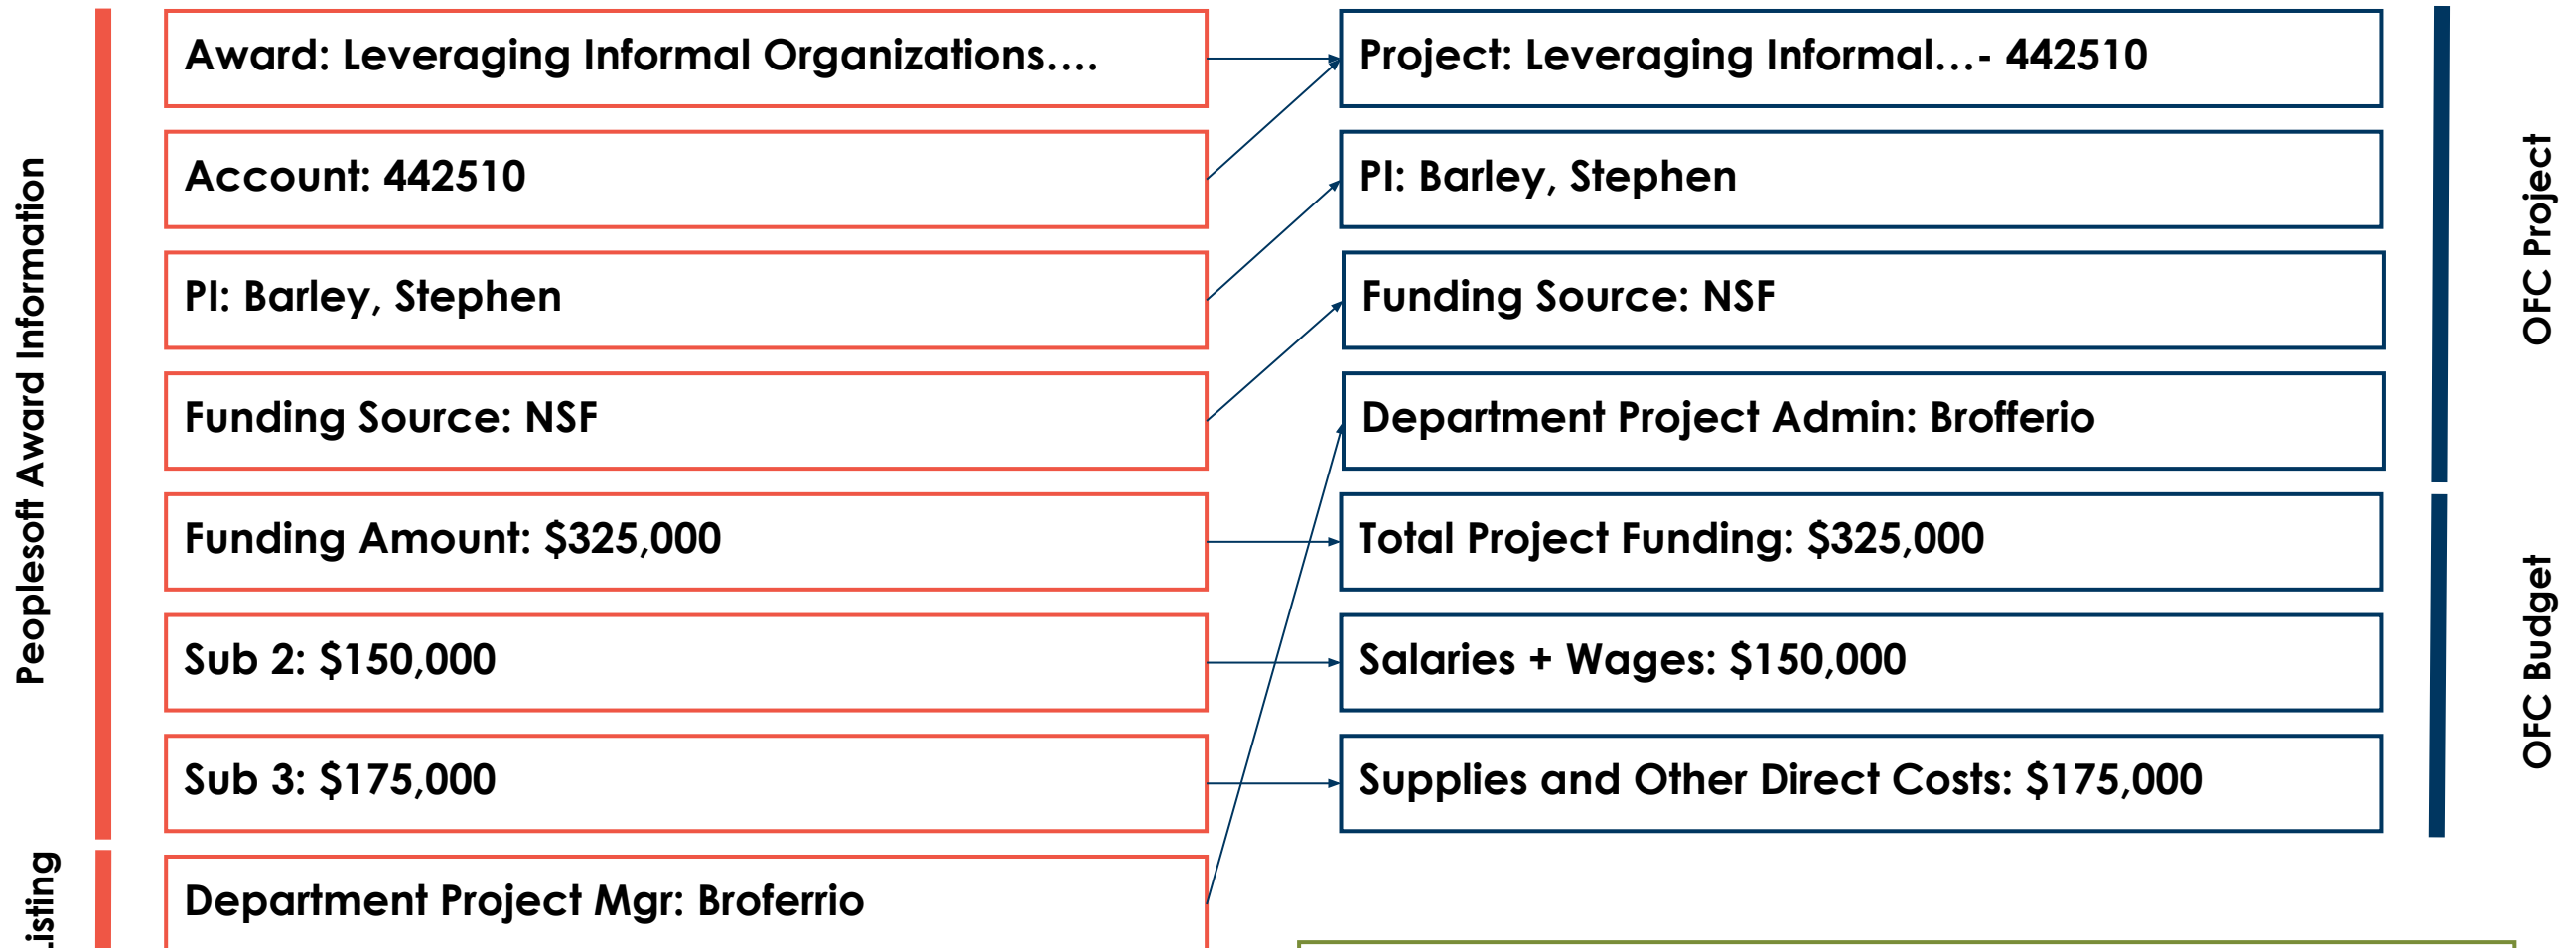 Peoplesoft Award Information
Award: Leveraging Informal Organizations....
Account: 442510
PI: Barley, Stephen
Funding Source: NSF
Funding Amount: $325,000
Sub 2: $150,000
Sub 3: $175,000
Listing
Department Project Mgr: Broferrio
Project: Leveraging Informal...- 442510
PI: Barley, Stephen
Funding Source: NSF
Department Project Admin: Brofferio
Total Project Funding: $325,000
Salaries + Wages: $150,000
Supplies and Other Direct Costs: $175,000
OFC Project
OFC Budget